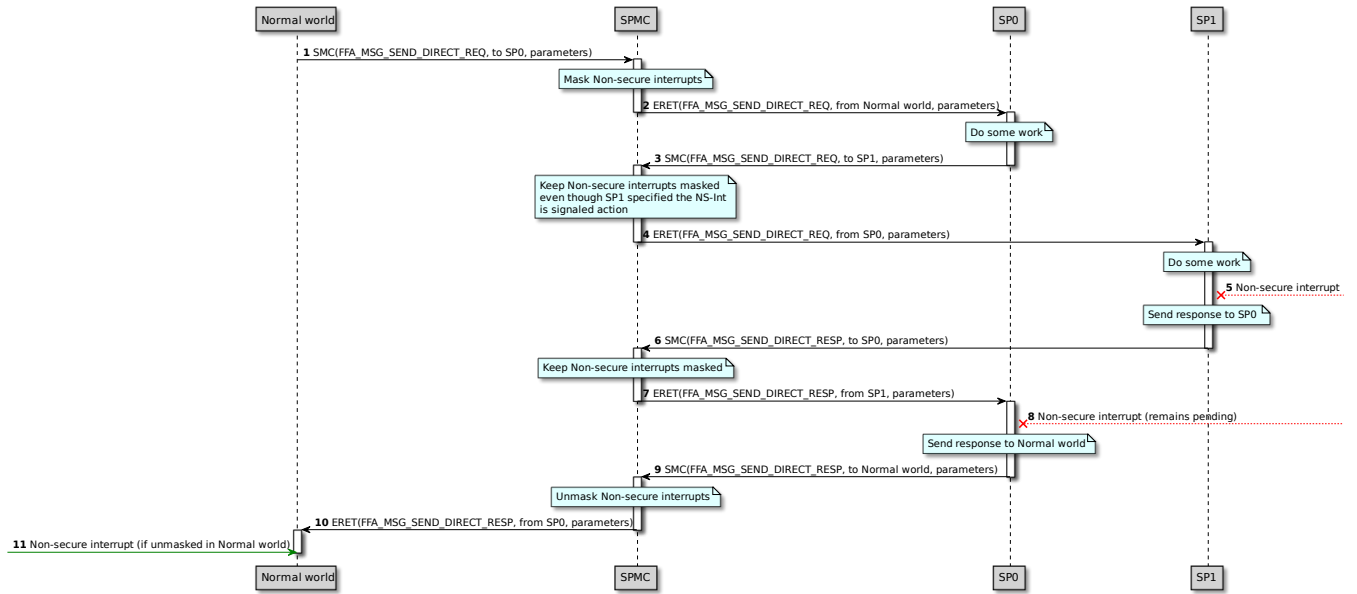 Normal world
SPMC
SP0
SP1
1 SMC(FFA_MSG_SEND_DIRECT_REQ, to SP0, parameters)
Mask Non-secure interrupts
2 ERET(FFA_MSG_SEND_DIRECT_REQ, from Normal world, parameters)
Do some work
3 SMC(FFA_MSG_SEND_DIRECT_REQ, to SP1, parameters)
Keep Non-secure interrupts masked
even though SP1 specified the NS-Int
is signaled action
4 ERET(FFA_MSG_SEND_DIRECT_REQ, from SP0, parameters)
Do some work
5 Non-secure interrupt
Send response to SP0
6 SMC(FFA_MSG_SEND_DIRECT_RESP, to SP0, parameters)
Keep Non-secure interrupts masked
7 ERET(FFA_MSG_SEND_DIRECT_RESP, from SP1, parameters)
8 Non-secure interrupt (remains pending)
Send response to Normal world
9 SMC(FFA_MSG_SEND_DIRECT_RESP, to Normal world, parameters)
Unmask Non-secure interrupts
10 ERET(FFA_MSG_SEND_DIRECT_RESP, from SP0, parameters)
11 Non-secure interrupt (if unmasked in Normal world)
Normal world
SPMC
SP0
SP1